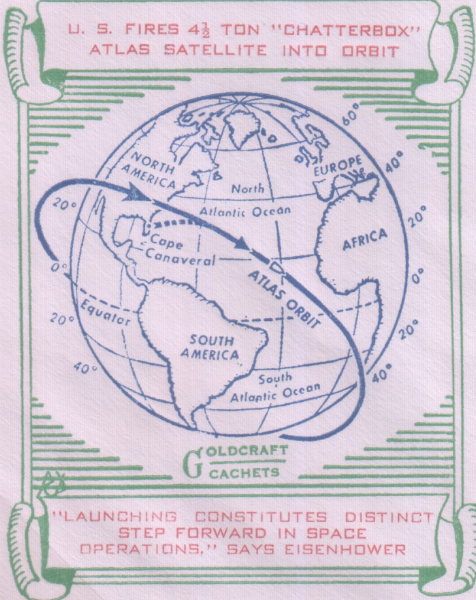 U. S. FIRES 4½ TON "CHATTERBOX"
ATLAS SATELLITE INTO ORBIT
60°
NORTH
AMERICA
EUROPE
40°
North
Atlantic Ocean
20°
20°
Cape
Canaveral
AFRICA
0°
ATLAS ORBIT
0°
Equator
20°
20°
SOUTH
AMERICA
40°
South
Atlantic Ocean
40°
GOLDCRAFT
CACHETS
"LAUNCHING CONSTITUTES DISTINCT
STEP FORWARD IN SPACE
OPERATIONS," SAYS EISENHOWER